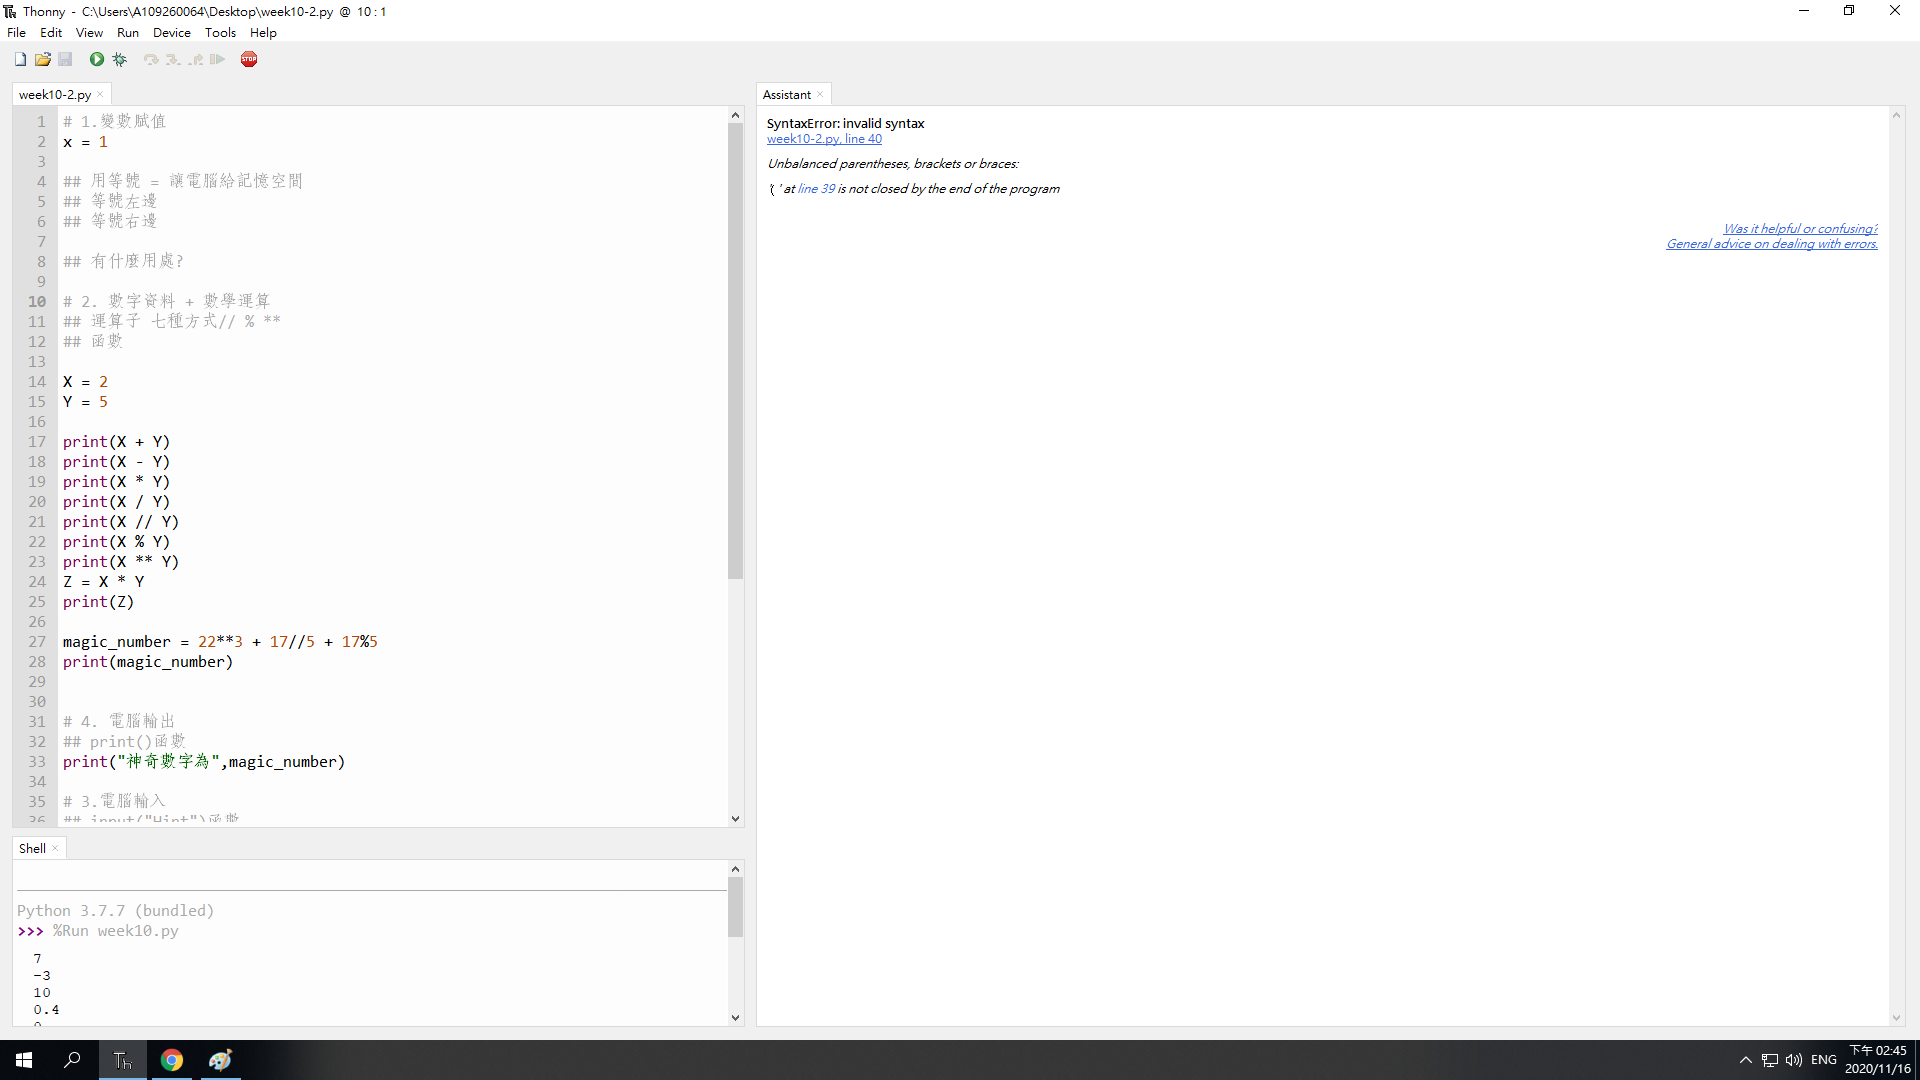 Thonny - C:\Users\A109260064\Desktop\week10-2.py @ 10 : 1
File Edit View Run Device Tools Help
STOP
week10-2.py
1 # 1.變數賦值
2 x = 1
3
4 ## 用等號 = 讓電腦給記憶空間
5 ## 等號左邊
6 ## 等號右邊
7
8 ## 有什麼用處?
9
10 # 2. 數字資料 + 數學運算
11 ## 運算子 七種方式// % **
12 ## 函數
13
14 X = 2
15 Y = 5
16
17 print(X + Y)
18 print(X - Y)
19 print(X * Y)
20 print(X / Y)
21 print(X // Y)
22 print(X % Y)
23 print(X ** Y)
24 Z = X * Y
25 print(Z)
26
27 magic_number = 22**3 + 17//5 + 17%5
28 print(magic_number)
29
30
31 # 4. 電腦輸出
32 ## print()函數
33 print("神奇數字為",magic_number)
34
35 # 3.電腦輸入
36 ## input("Hint")函數
Shell
Python 3.7.7 (bundled)
>>> %Run week10.py
7
-3
10
0.4
0
Assistant
SyntaxError: invalid syntax
week10-2.py, line 40
Unbalanced parentheses, brackets or braces:
'( ' at line 39 is not closed by the end of the program
Was it helpful or confusing?
General advice on dealing with errors.
Th
ENG
下午 02:45
2020/11/16